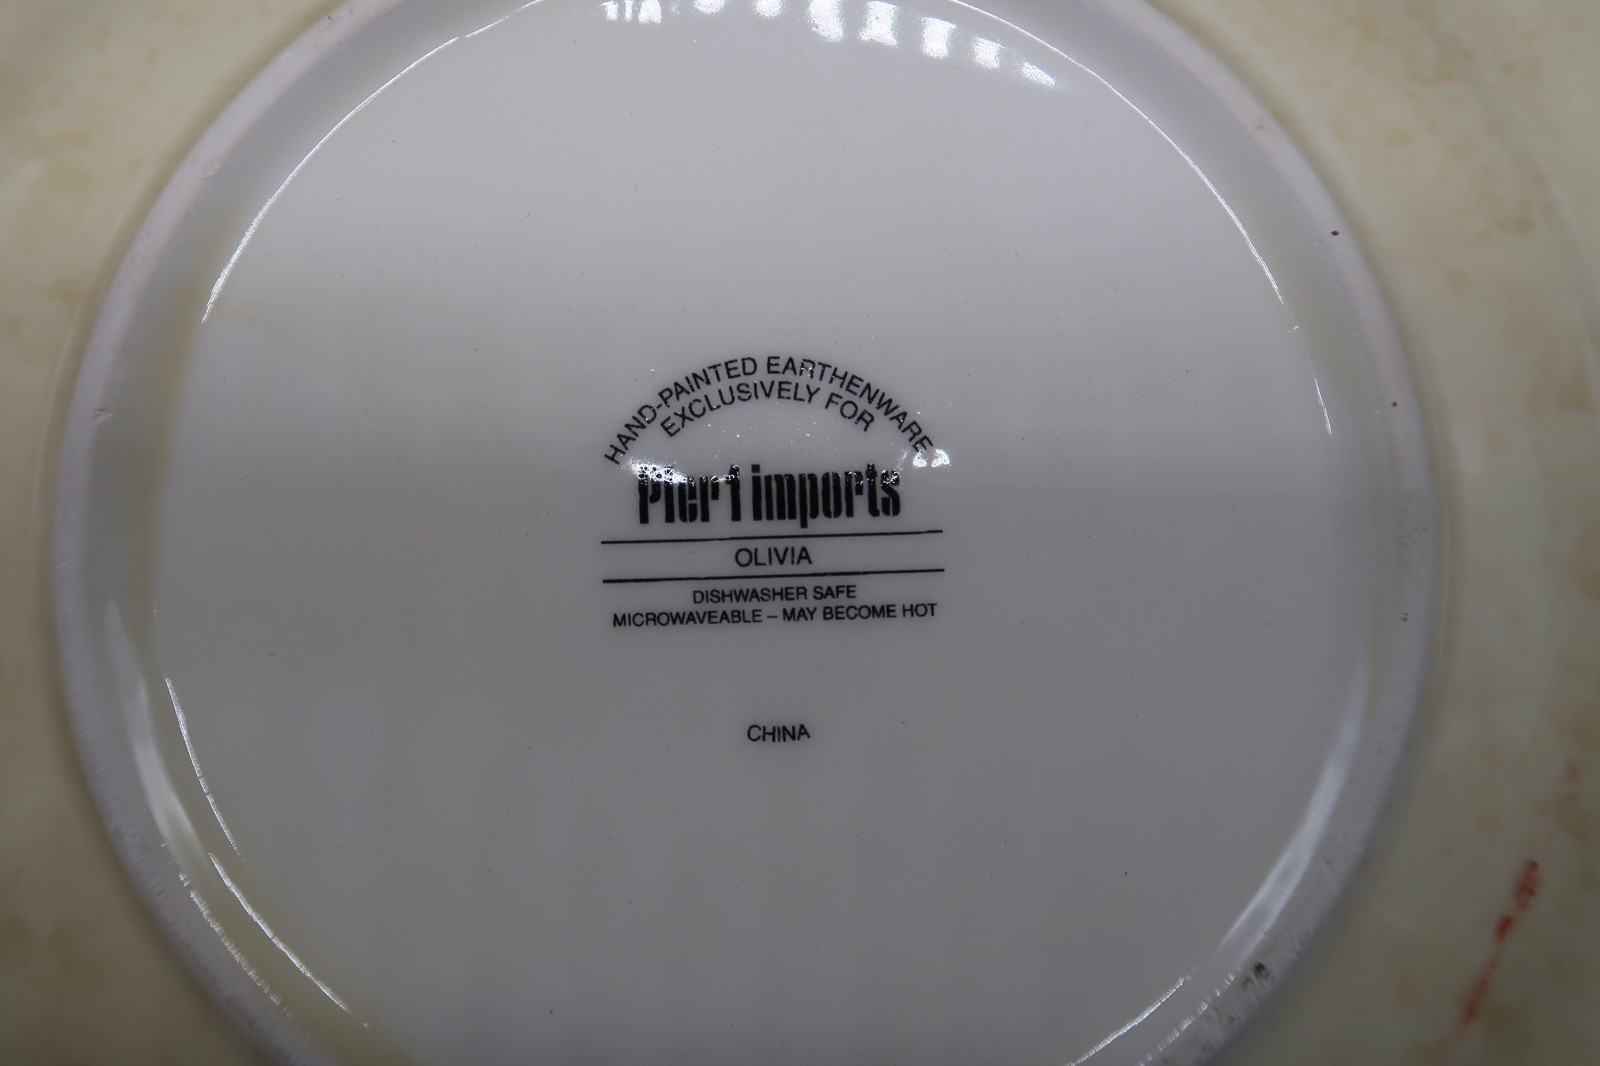 HAND-PAINTED EARTHENWARE
EXCLUSIVELY FOR
Pier 1 imports
OLIVIA
DISHWASHER SAFE
MICROWAVEABLE – MAY BECOME HOT
CHINA